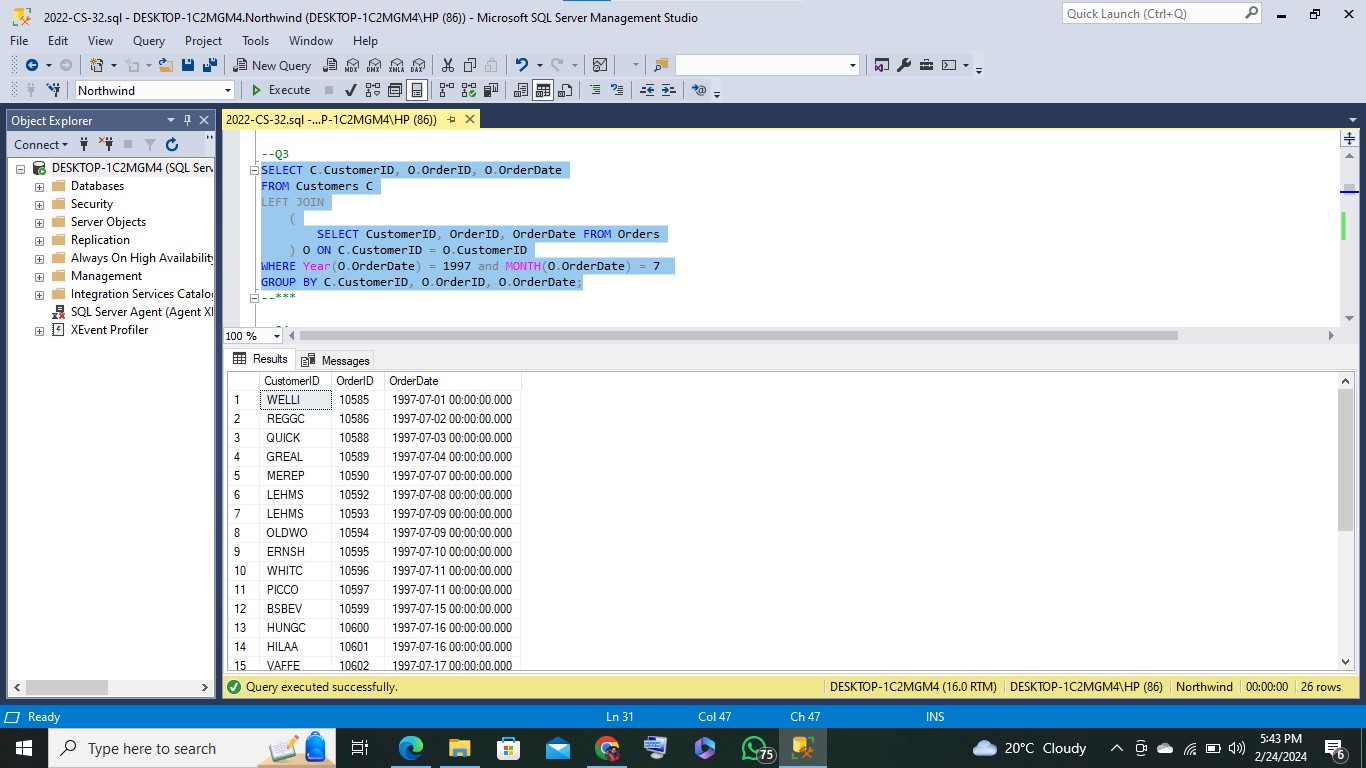 2022-CS-32.sql - DESKTOP-1C2MGM4.Northwind (DESKTOP-1C2MGM4\HP (86)) - Microsoft SQL Server Management Studio
Quick Launch (Ctrl+Q)
File Edit View Query Project Tools Window Help
New Query MDX DMX XMLA DAX
Northwind Execute
Object Explorer
2022-CS-32.sql -...P-1C2MGM4\HP (86))
Connect
DESKTOP-1C2MGM4 (SQL Serv
Databases
Security
Server Objects
Replication
Always On High Availability
Management
Integration Services Catalo
SQL Server Agent (Agent XI
XEvent Profiler
--Q3
SELECT C.CustomerID, O.OrderID, O.OrderDate
FROM Customers C
LEFT JOIN
(
SELECT CustomerID, OrderID, OrderDate FROM Orders
) O ON C.CustomerID = O.CustomerID
WHERE Year(O.OrderDate) = 1997 and MONTH(O.OrderDate) = 7
GROUP BY C.CustomerID, O.OrderID, O.OrderDate;
--***
100 %
Results Messages
CustomerID OrderID OrderDate
1 WELLI 10585 1997-07-01 00:00:00.000
2 REGGC 10586 1997-07-02 00:00:00.000
3 QUICK 10588 1997-07-03 00:00:00.000
4 GREAL 10589 1997-07-04 00:00:00.000
5 MEREP 10590 1997-07-07 00:00:00.000
6 LEHMS 10592 1997-07-08 00:00:00.000
7 LEHMS 10593 1997-07-09 00:00:00.000
8 OLDWO 10594 1997-07-09 00:00:00.000
9 ERNSH 10595 1997-07-10 00:00:00.000
10 WHITC 10596 1997-07-11 00:00:00.000
11 PICCO 10597 1997-07-11 00:00:00.000
12 BSBEV 10599 1997-07-15 00:00:00.000
13 HUNGC 10600 1997-07-16 00:00:00.000
14 HILAA 10601 1997-07-16 00:00:00.000
15 VAFFE 10602 1997-07-17 00:00:00.000
Query executed successfully. DESKTOP-1C2MGM4 (16.0 RTM) DESKTOP-1C2MGM4\HP (86) Northwind 00:00:00 26 rows
Ready Ln 31 Col 47 Ch 47 INS
Type here to search 75 20°C Cloudy 5:43 PM
2/24/2024 6